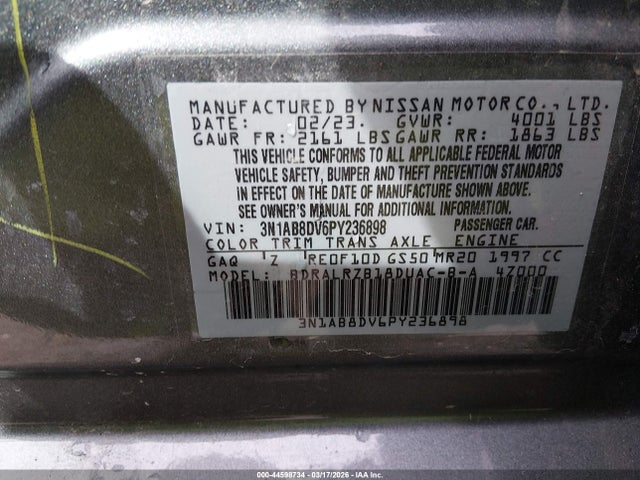 MANUFACTURED BY NISSAN MOTOR CO., LTD.
DATE: 02/23. GVWR: 4001 LBS
GAWR FR: 2161 LBS GAWR RR: 1863 LBS
THIS VEHICLE CONFORMS TO ALL APPLICABLE FEDERAL MOTOR
VEHICLE SAFETY, BUMPER AND THEFT PREVENTION STANDARDS
IN EFFECT ON THE DATE OF MANUFACTURE SHOWN ABOVE.
SEE OWNER'S MANUAL FOR ADDITIONAL INFORMATION.
VIN: 3N1AB8DV6PY236898 PASSENGER CAR.
COLOR TRIM TRANS AXLE ENGINE
GAQ 'Z 'RE0F10D GS50'MR20 1997 CC
MODEL: BDRALRZB18DUAC-B-A 4Z000
3N1AB8DV6PY236898
000-44598734 | 03/17/2026 | IAA Inc.